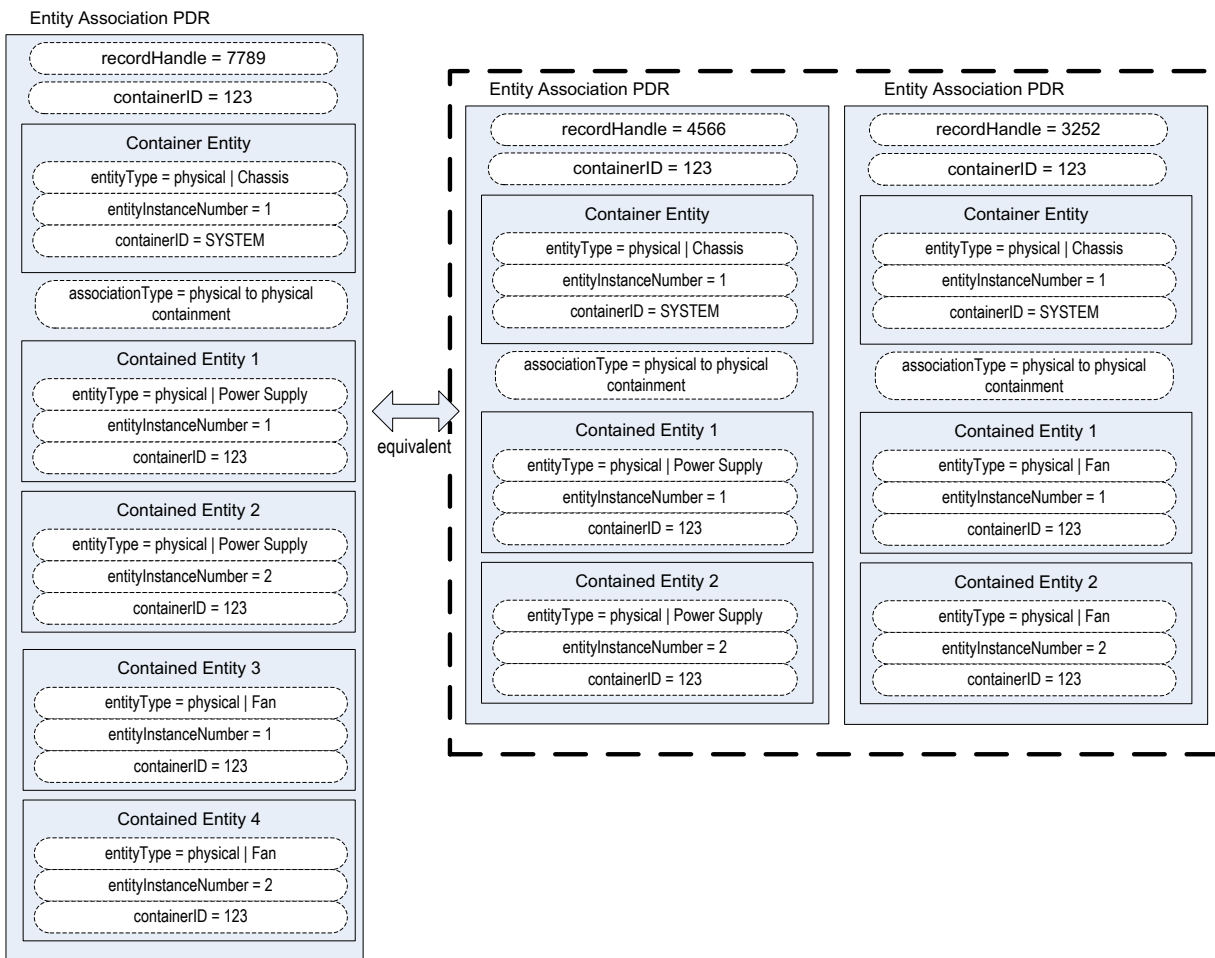 Entity Association PDR
recordHandle = 7789
containerID = 123
Container Entity
entityType = physical | Chassis
entityInstanceNumber = 1
containerID = SYSTEM
associationType = physical to physical
containment
Contained Entity 1
entityType = physical | Power Supply
entityInstanceNumber = 1
containerID = 123
Contained Entity 2
entityType = physical | Power Supply
entityInstanceNumber = 2
containerID = 123
Contained Entity 3
entityType = physical | Fan
entityInstanceNumber = 1
containerID = 123
Contained Entity 4
entityType = physical | Fan
entityInstanceNumber = 2
containerID = 123
equivalent
Entity Association PDR
recordHandle = 4566
containerID = 123
Container Entity
entityType = physical | Chassis
entityInstanceNumber = 1
containerID = SYSTEM
associationType = physical to physical
containment
Contained Entity 1
entityType = physical | Power Supply
entityInstanceNumber = 1
containerID = 123
Contained Entity 2
entityType = physical | Power Supply
entityInstanceNumber = 2
containerID = 123
Entity Association PDR
recordHandle = 3252
containerID = 123
Container Entity
entityType = physical | Chassis
entityInstanceNumber = 1
containerID = SYSTEM
associationType = physical to physical
containment
Contained Entity 1
entityType = physical | Fan
entityInstanceNumber = 1
containerID = 123
Contained Entity 2
entityType = physical | Fan
entityInstanceNumber = 2
containerID = 123